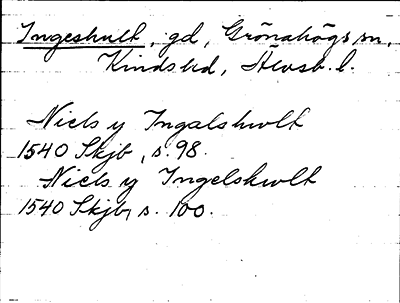 Ingeshult, gd, Grönahögs sn,
Kinds hd, Älvsb. l.
Niels y Ingalshwlt
1540 Skjb, s. 98.
Niels y Ingelshwlt
1540 Skjb, s. 100.